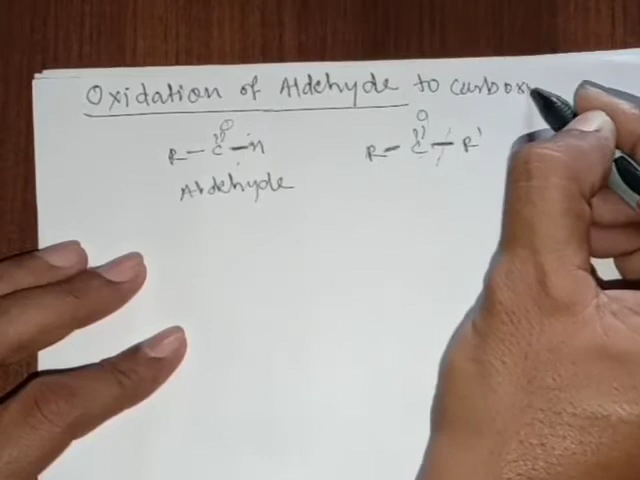 Oxidation of Aldehyde to carbox
O O
R - C - H R - C - R'
Aldehyde